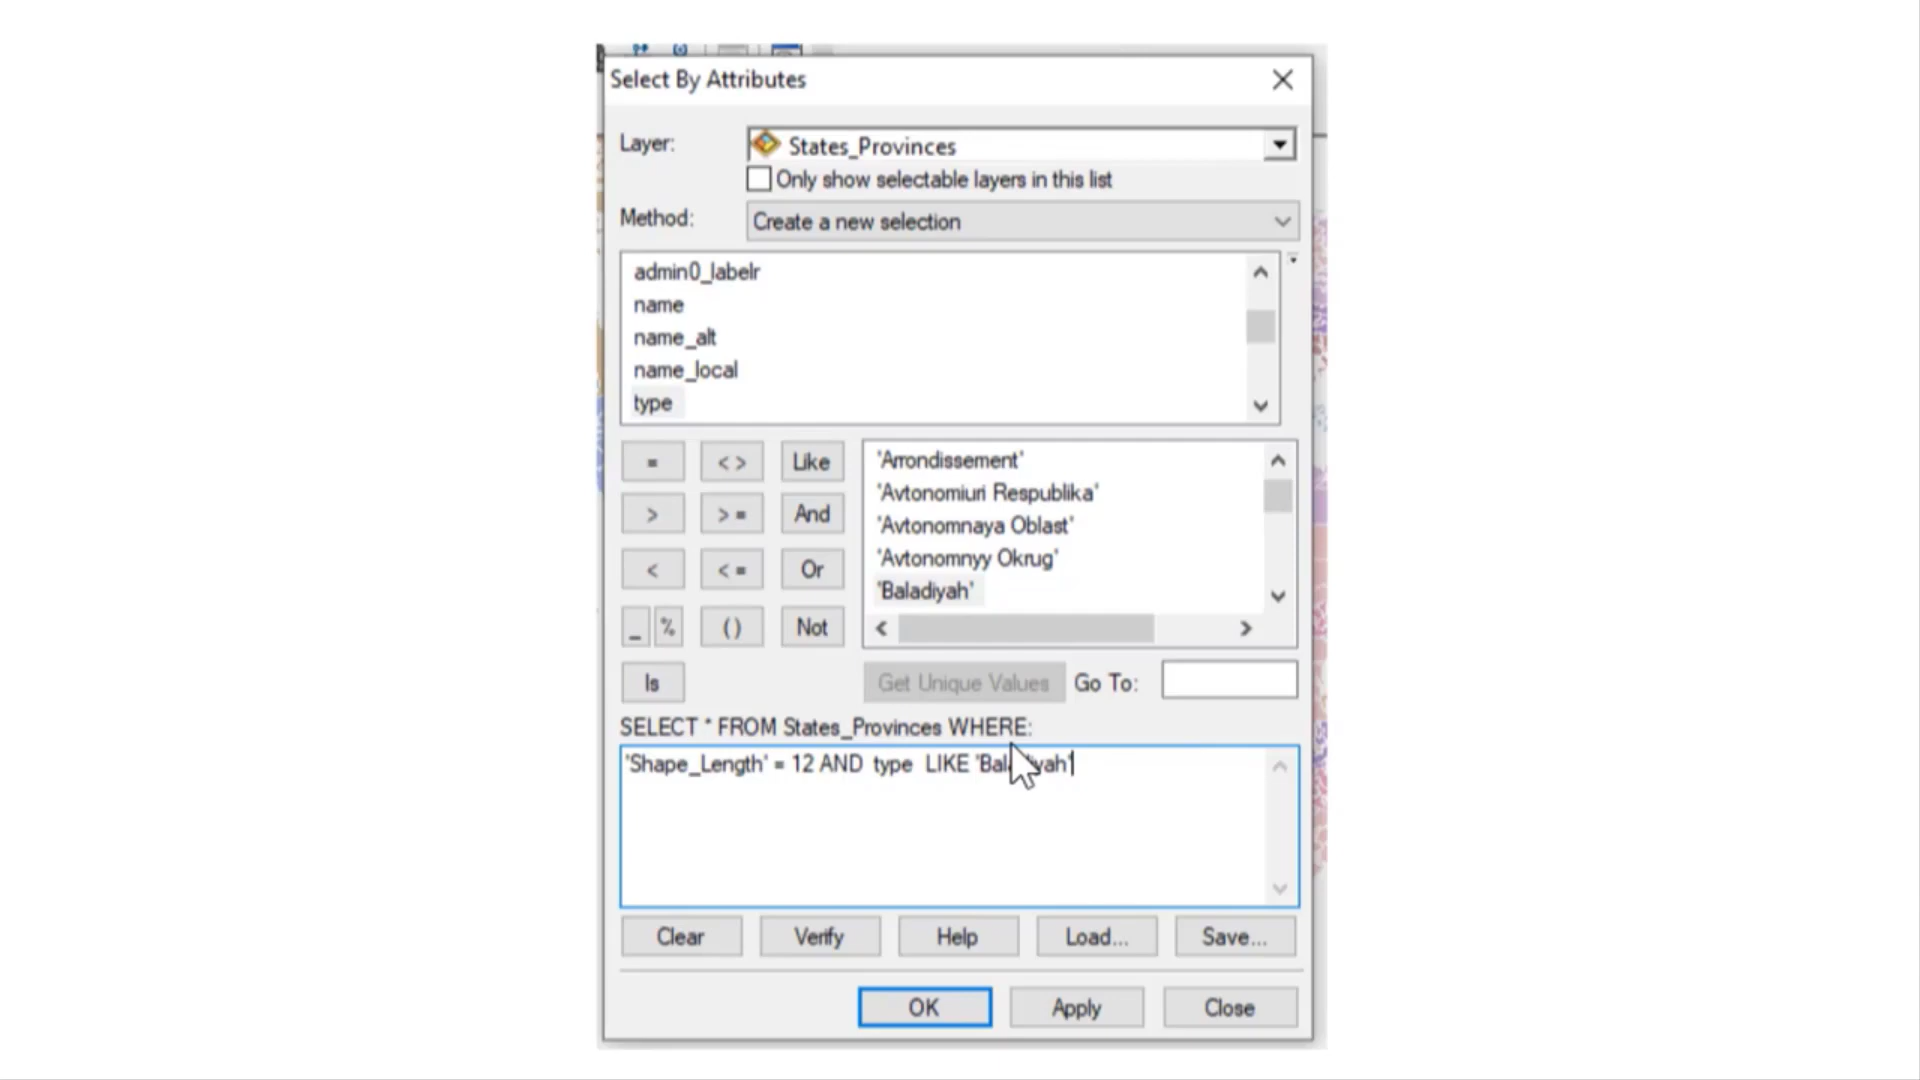 Select By Attributes
Layer: States_Provinces
Only show selectable layers in this list
Method: Create a new selection
admin0_labelr
name
name_alt
name_local
type
= < > Like
> > = And
< < = Or
_ % ( ) Not
Is
'Arrondissement'
'Avtonomiuri Respublika'
'Avtonomnaya Oblast'
'Avtonomnyy Okrug'
'Baladiyah'
Get Unique Values Go To:
SELECT * FROM States_Provinces WHERE:
'Shape_Length' = 12 AND type LIKE 'Baladiyah'
Clear Verify Help Load... Save...
OK Apply Close